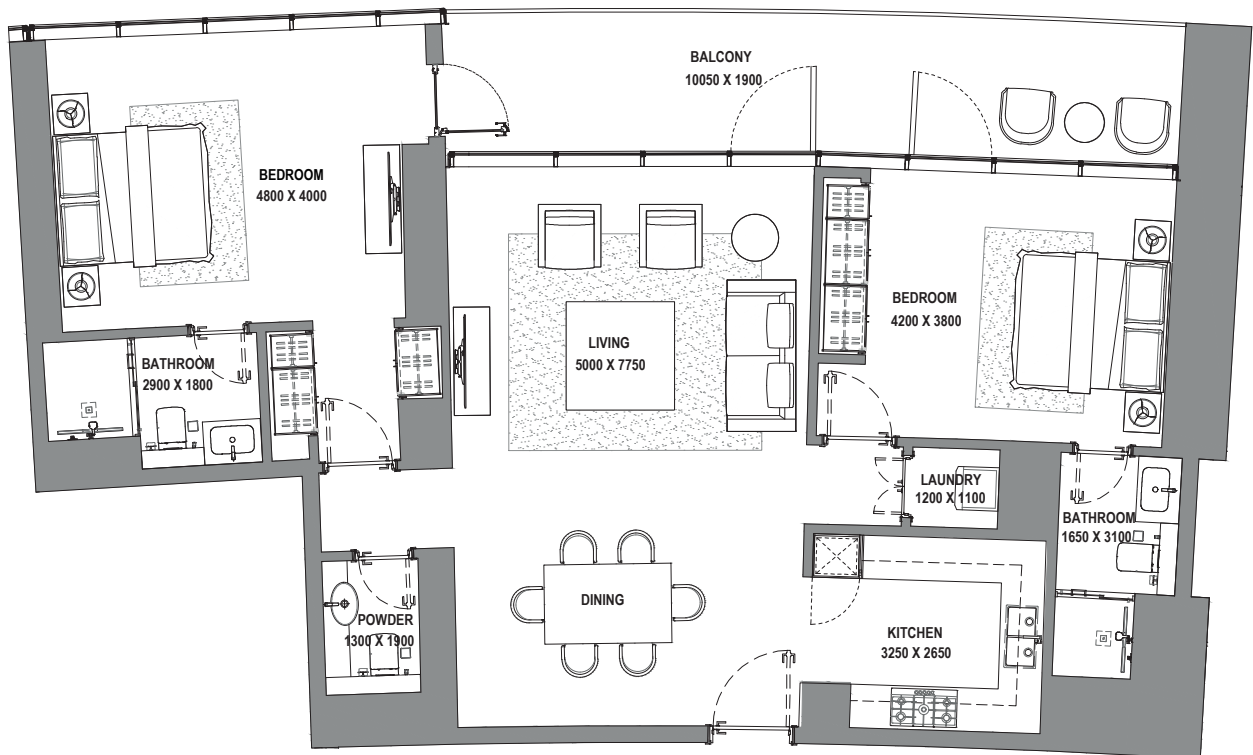 BALCONY
10050 X 1900
BEDROOM
4800 X 4000
BEDROOM
4200 X 3800
LIVING
5000 X 7750
BATHROOM
2900 X 1800
LAUNDRY
1200 X 1100
BATHROOM
1650 X 3100
DINING
POWDER
1300 X 1900
KITCHEN
3250 X 2650